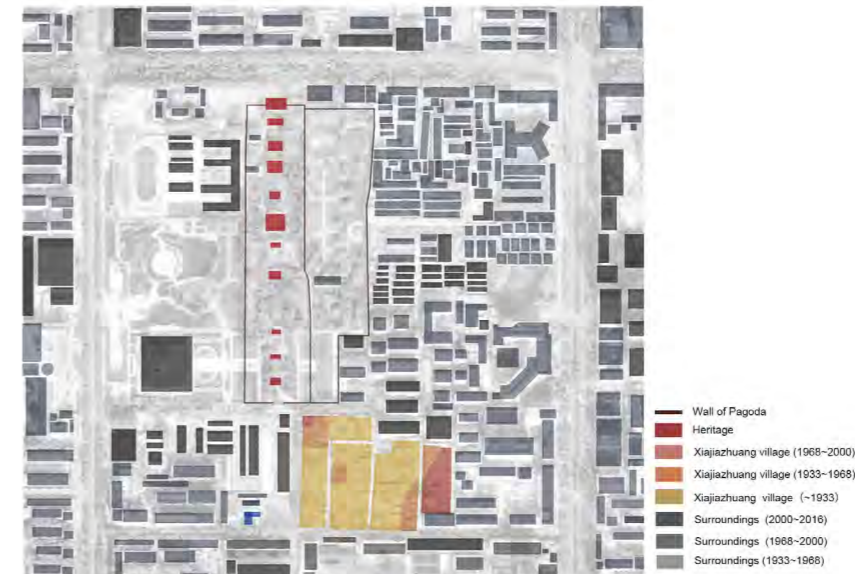 Wall of Pagoda
Heritage
Xiajiazhuang village (1968~2000)
Xiajiazhuang village (1933~1968)
Xiajiazhuang village (~1933)
Surroundings (2000~2016)
Surroundings (1968~2000)
Surroundings (1933~1968)